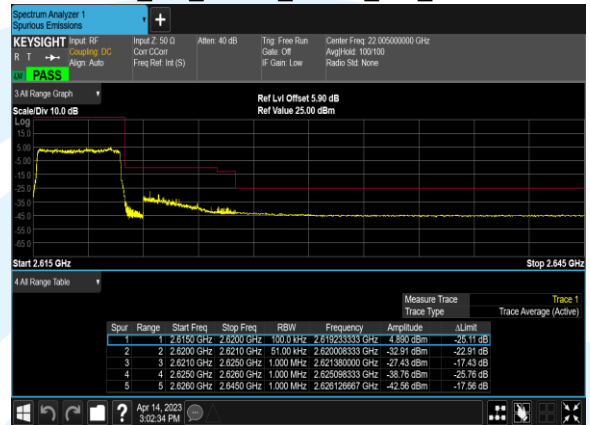 Spectrum Analyzer 1
Spurious Emissions
KEYSIGHT Input: RF Input Z: 50 Ω Atten: 40 dB Trig: Free Run Center Freq: 22.005000000 GHz
R T Coupling: DC Corr CCorr Gate: Off Avg|Hold: 100/100
Align: Auto Freq Ref: Int (S) IF Gain: Low Radio Std: None
LXI PASS
3 All Range Graph
Ref Lvl Offset 5.90 dB
Scale/Div 10.0 dB Ref Value 25.00 dBm
Log
15.0
5.00
-5.00
-15.0
-25.0
-35.0
-45.0
-55.0
-65.0
Start 2.615 GHz Stop 2.645 GHz
4 All Range Table
Measure Trace Trace 1
Trace Type Trace Average (Active)
Spur Range Start Freq Stop Freq RBW Frequency Amplitude ΔLimit
1 1 2.6150 GHz 2.6200 GHz 100.0 kHz 2.619233333 GHz 4.890 dBm -25.11 dB
2 2 2.6200 GHz 2.6210 GHz 51.00 kHz 2.620008333 GHz -32.91 dBm -22.91 dB
3 3 2.6210 GHz 2.6250 GHz 1.000 MHz 2.621380000 GHz -27.43 dBm -17.43 dB
4 4 2.6250 GHz 2.6260 GHz 1.000 MHz 2.625098333 GHz -38.76 dBm -25.76 dB
5 5 2.6260 GHz 2.6450 GHz 1.000 MHz 2.626126667 GHz -42.56 dBm -17.56 dB
Apr 14, 2023
3:02:34 PM